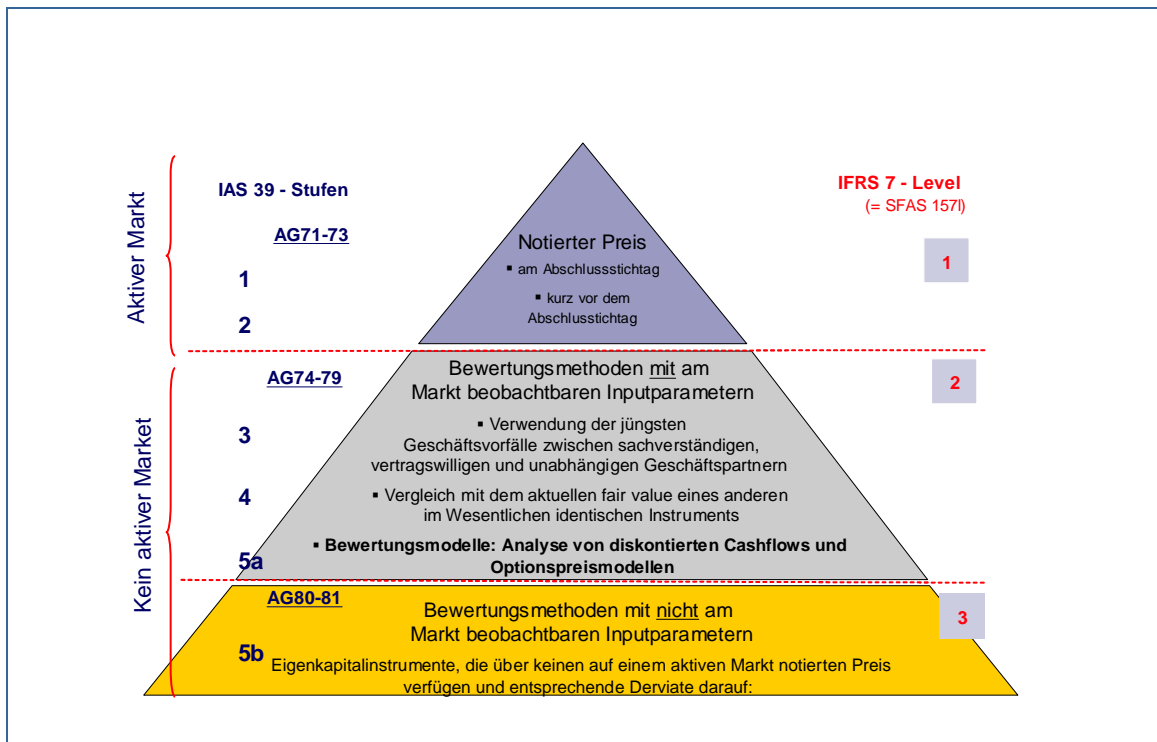 Aktiver Markt
IAS 39 - Stufen
AG71-73
1
2
Notierter Preis
▪ am Abschlussstichtag
▪ kurz vor dem
Abschlusstichtag
IFRS 7 - Level
(= SFAS 157l)
1
Kein aktiver Market
AG74-79
3
4
5a
Bewertungsmethoden mit am
Markt beobachtbaren Inputparametern
▪ Verwendung der jüngsten
Geschäftsvorfälle zwischen sachverständigen,
vertragswilligen und unabhängigen Geschäftspartnern
▪ Vergleich mit dem aktuellen fair value eines anderen
im Wesentlichen identischen Instruments
▪ Bewertungsmodelle: Analyse von diskontierten Cashflows und
Optionspreismodellen
2
AG80-81
5b
Bewertungsmethoden mit nicht am
Markt beobachtbaren Inputparametern
Eigenkapitalinstrumente, die über keinen auf einem aktiven Markt notierten Preis
verfügen und entsprechende Derviate darauf:
3